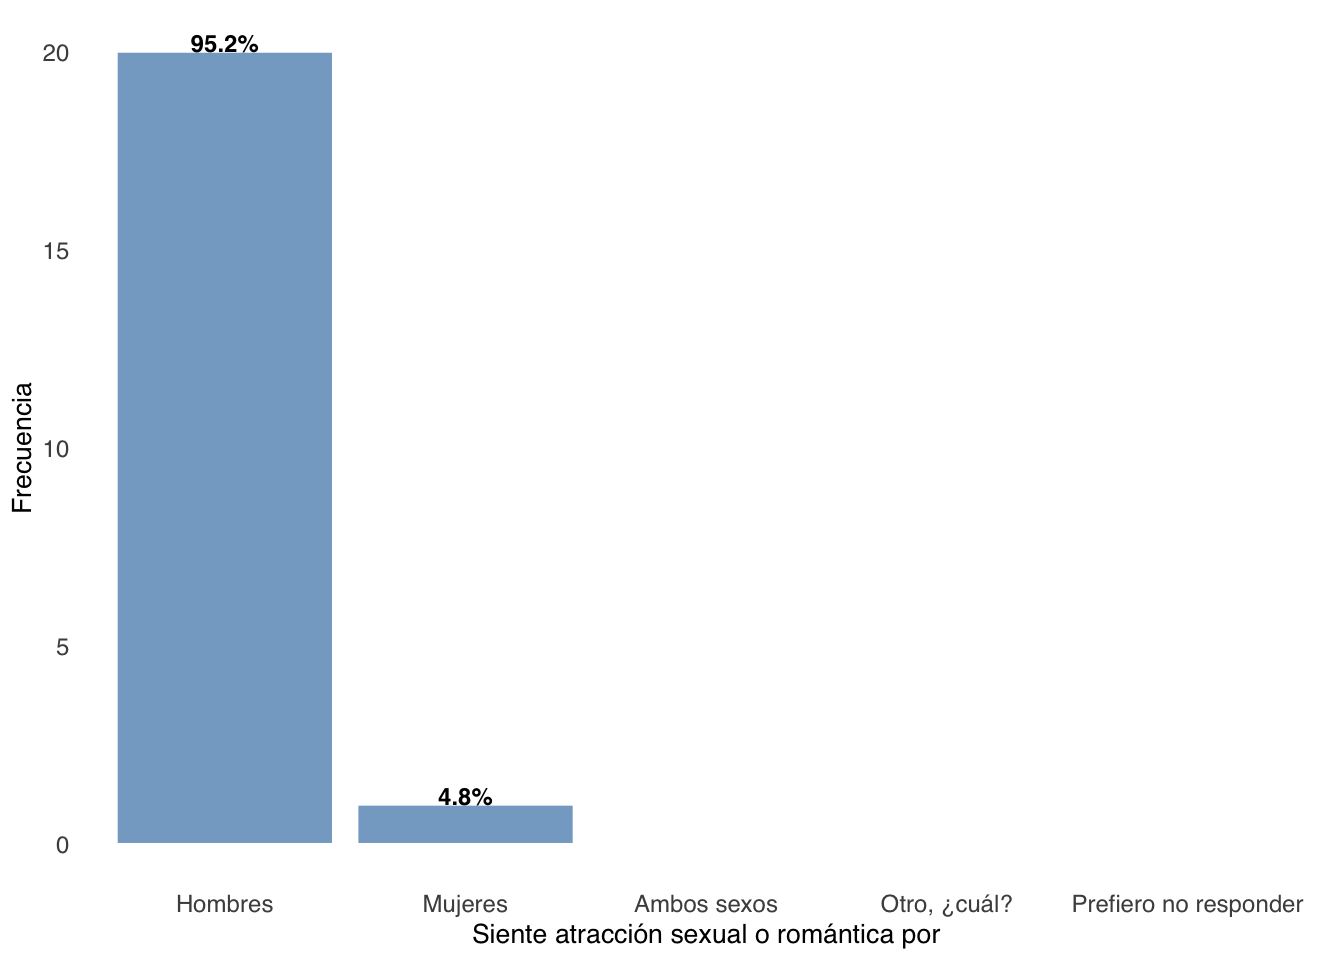 95.2%
20
15
10
5
0
Frecuencia
4.8%
Hombres Mujeres Ambos sexos Otro, ¿cuál? Prefiero no responder
Siente atracción sexual o romántica por